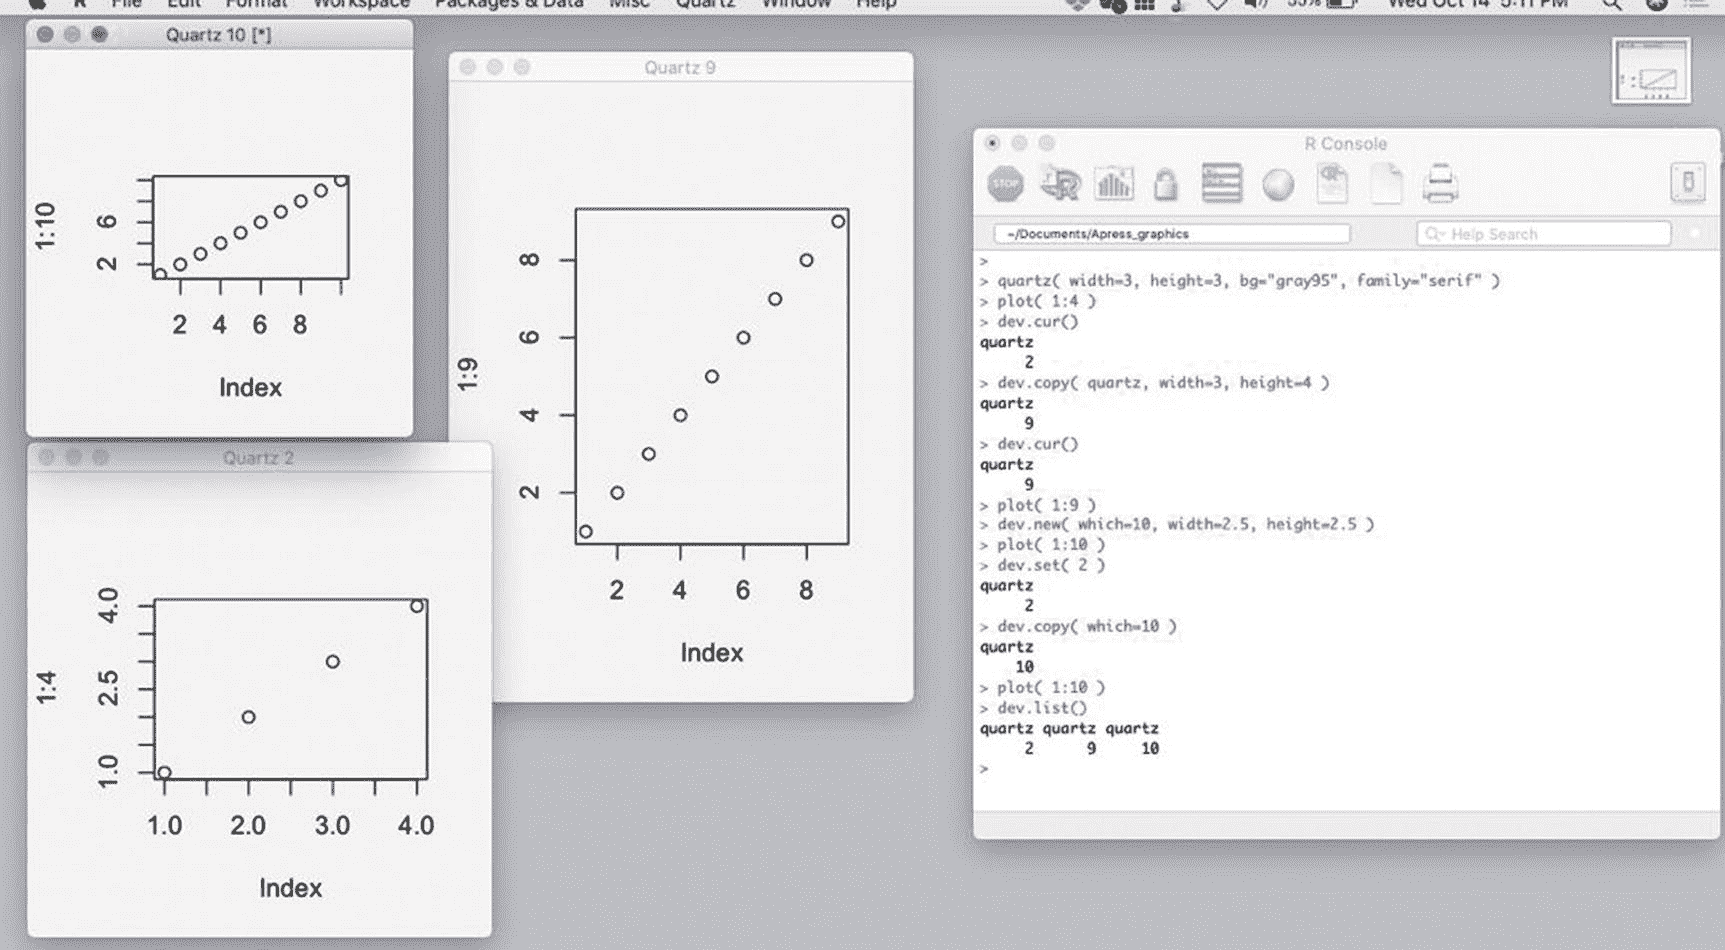 R File Edit Format Workspace Packages & Data Misc Quartz Window Help 55% Wed Oct 14 5:11 PM
Quartz 10 [*]
1:10
6
2
2 4 6 8
Index
Quartz 9
1:9
8
6
4
2
2 4 6 8
Index
Quartz 2
1:4
4.0
2.5
1.0
1.0 2.0 3.0 4.0
Index
R Console
STOP
~/Documents/Apress_graphics
Help Search
>
> quartz( width=3, height=3, bg="gray95", family="serif" )
> plot( 1:4 )
> dev.cur()
quartz
2
> dev.copy( quartz, width=3, height=4 )
quartz
9
> dev.cur()
quartz
9
> plot( 1:9 )
> dev.new( which=10, width=2.5, height=2.5 )
> plot( 1:10 )
> dev.set( 2 )
quartz
2
> dev.copy( which=10 )
quartz
10
> plot( 1:10 )
> dev.list()
quartz quartz quartz
2 9 10
>